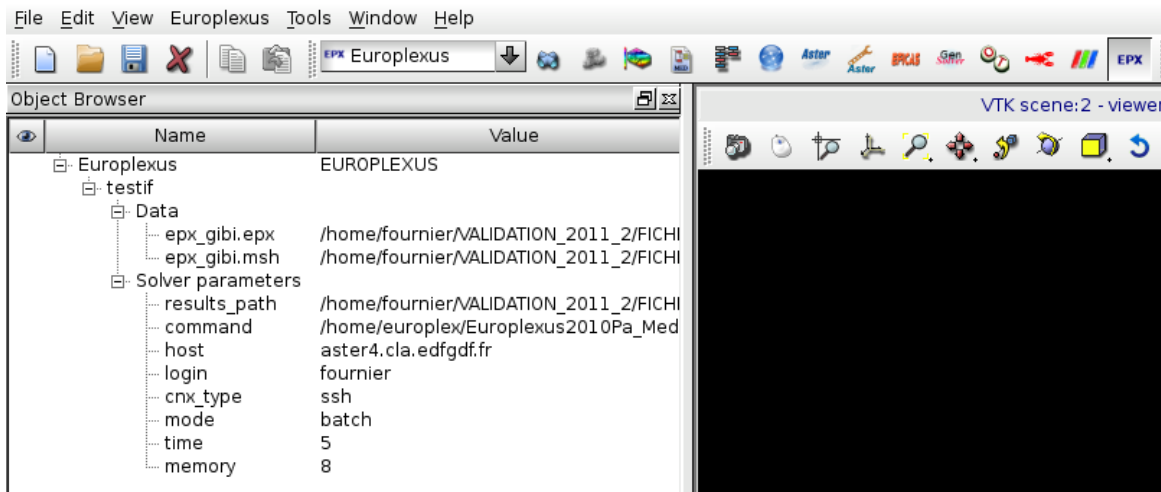 File Edit View Europlexus Tools Window Help
EPX Europlexus MED Aster Aster EPX
Object Browser
VTK scene:2 - viewer
Name Value
Europlexus EUROPLEXUS
testif
Data
epx_gibi.epx /home/fournier/VALIDATION_2011_2/FICHI
epx_gibi.msh /home/fournier/VALIDATION_2011_2/FICHI
Solver parameters
results_path /home/fournier/VALIDATION_2011_2/FICHI
command /home/europlex/Europlexus2010Pa_Med
host aster4.cla.edfgdf.fr
login fournier
cnx_type ssh
mode batch
time 5
memory 8